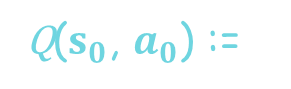 Q(s₀, a₀) :=